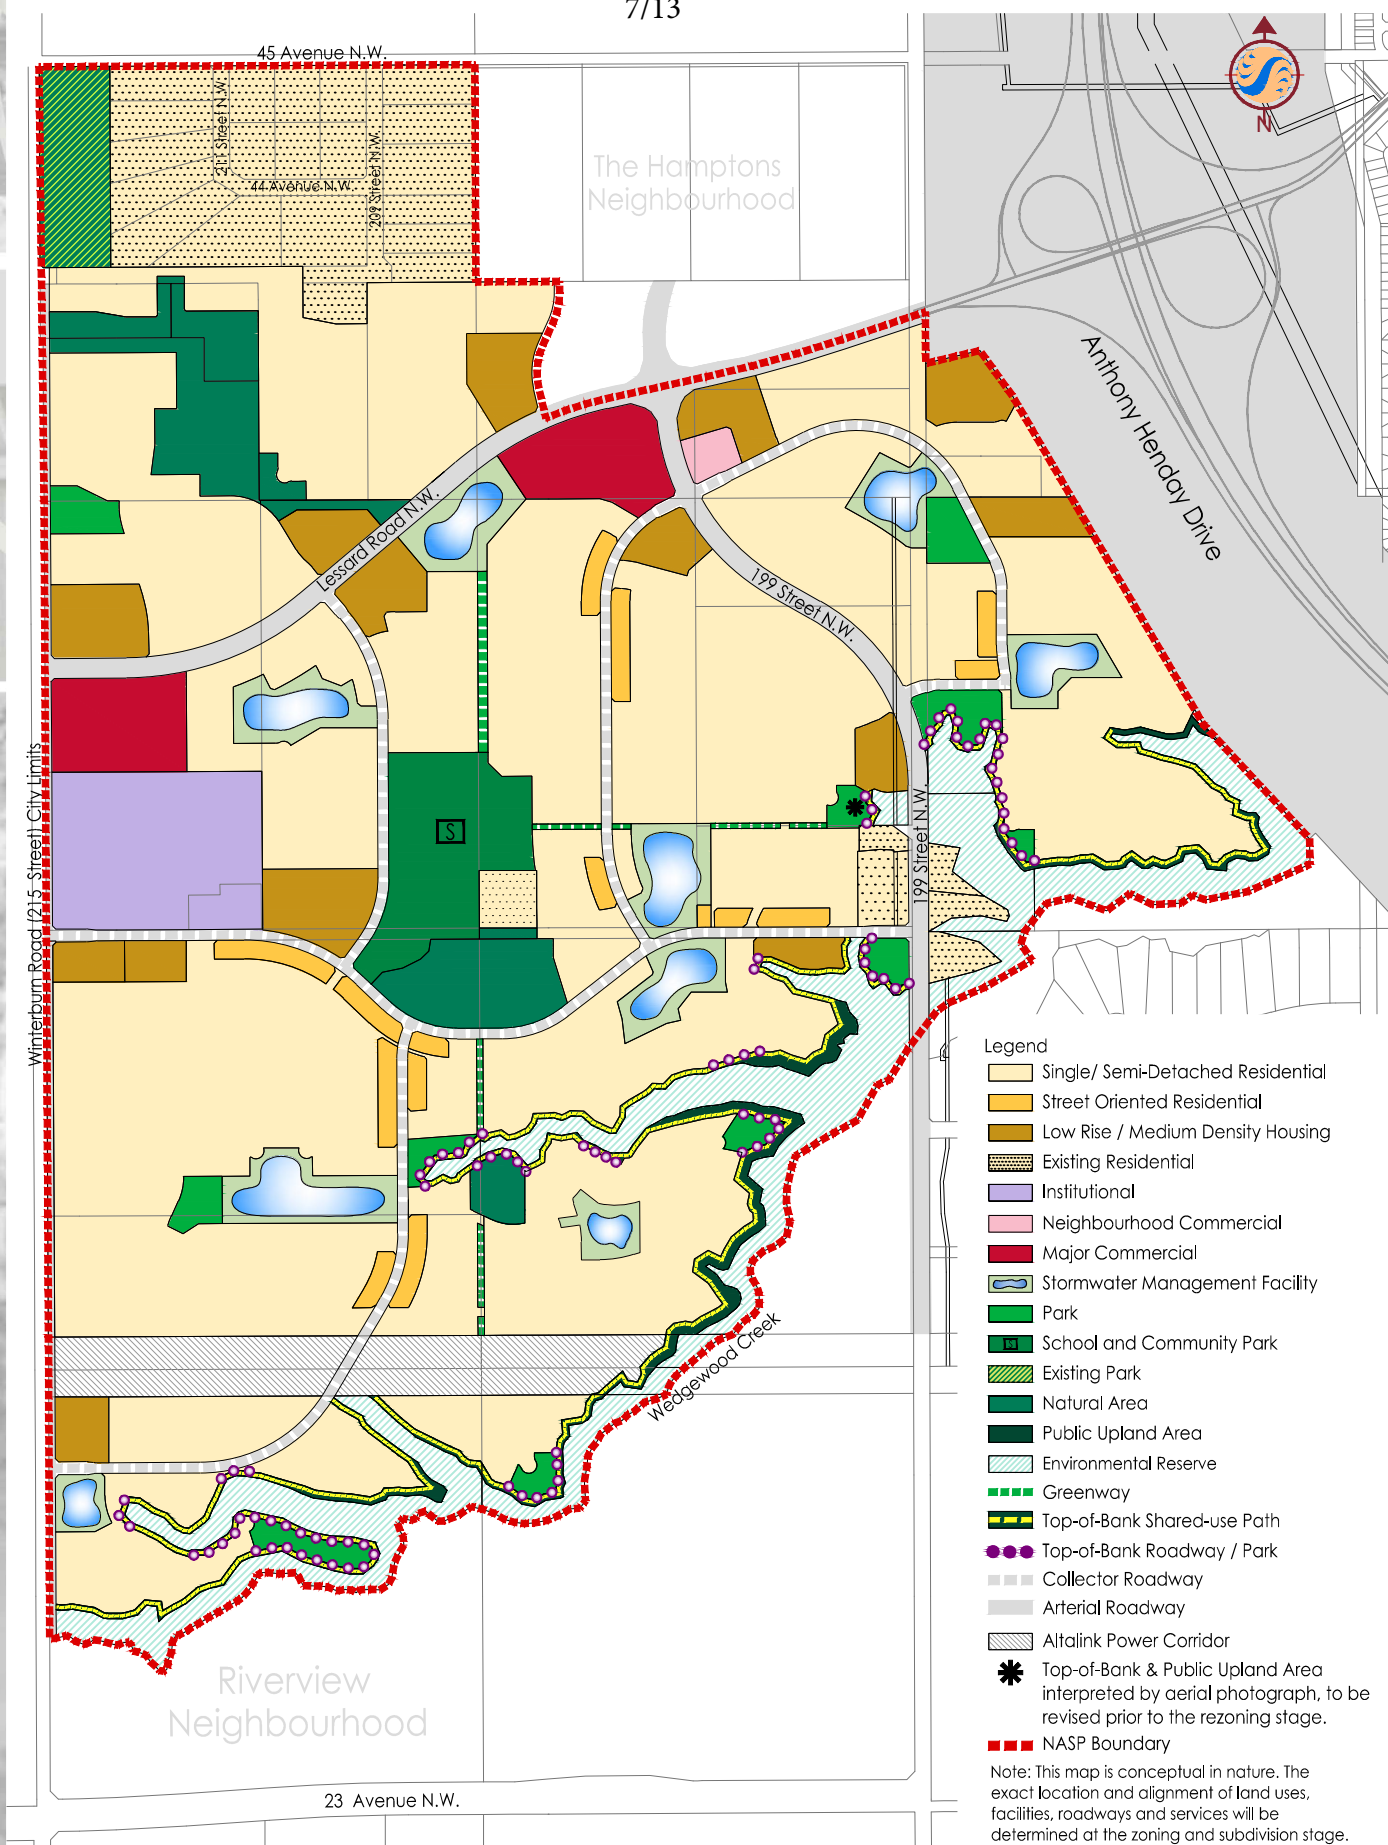 7/13
45 Avenue N.W.
211 Street N.W.
209 Street N.W.
44 Avenue N.W.
The Hamptons
Neighbourhood
N
Anthony Henday Drive
Lessard Road N.W.
199 Street N.W.
Winterburn Road (215 Street) City Limits
S
199 Street N.W.
Wedgewood Creek
Riverview
Neighbourhood
23 Avenue N.W.
Legend
Single/ Semi-Detached Residential
Street Oriented Residential
Low Rise / Medium Density Housing
Existing Residential
Institutional
Neighbourhood Commercial
Major Commercial
Stormwater Management Facility
Park
S
School and Community Park
Existing Park
Natural Area
Public Upland Area
Environmental Reserve
Greenway
Top-of-Bank Shared-use Path
Top-of-Bank Roadway / Park
Collector Roadway
Arterial Roadway
Altalink Power Corridor
Top-of-Bank & Public Upland Area
interpreted by aerial photograph, to be
revised prior to the rezoning stage.
NASP Boundary
Note: This map is conceptual in nature. The
exact location and alignment of land uses,
facilities, roadways and services will be
determined at the zoning and subdivision stage.